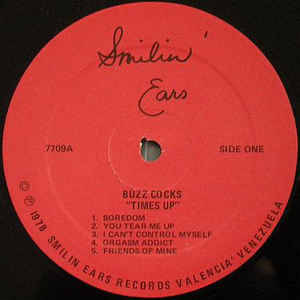 Smilin'
Ears
7709A
SIDE ONE
BUZZ COCKS
"TIMES UP"
1. BOREDOM
2. YOU TEAR ME UP
3. I CAN'T CONTROL MYSELF
4. ORGASM ADDICT
5. FRIENDS OF MINE
© ℗ 1978 SMILIN EARS RECORDS VALENCIA' VENEZUELA